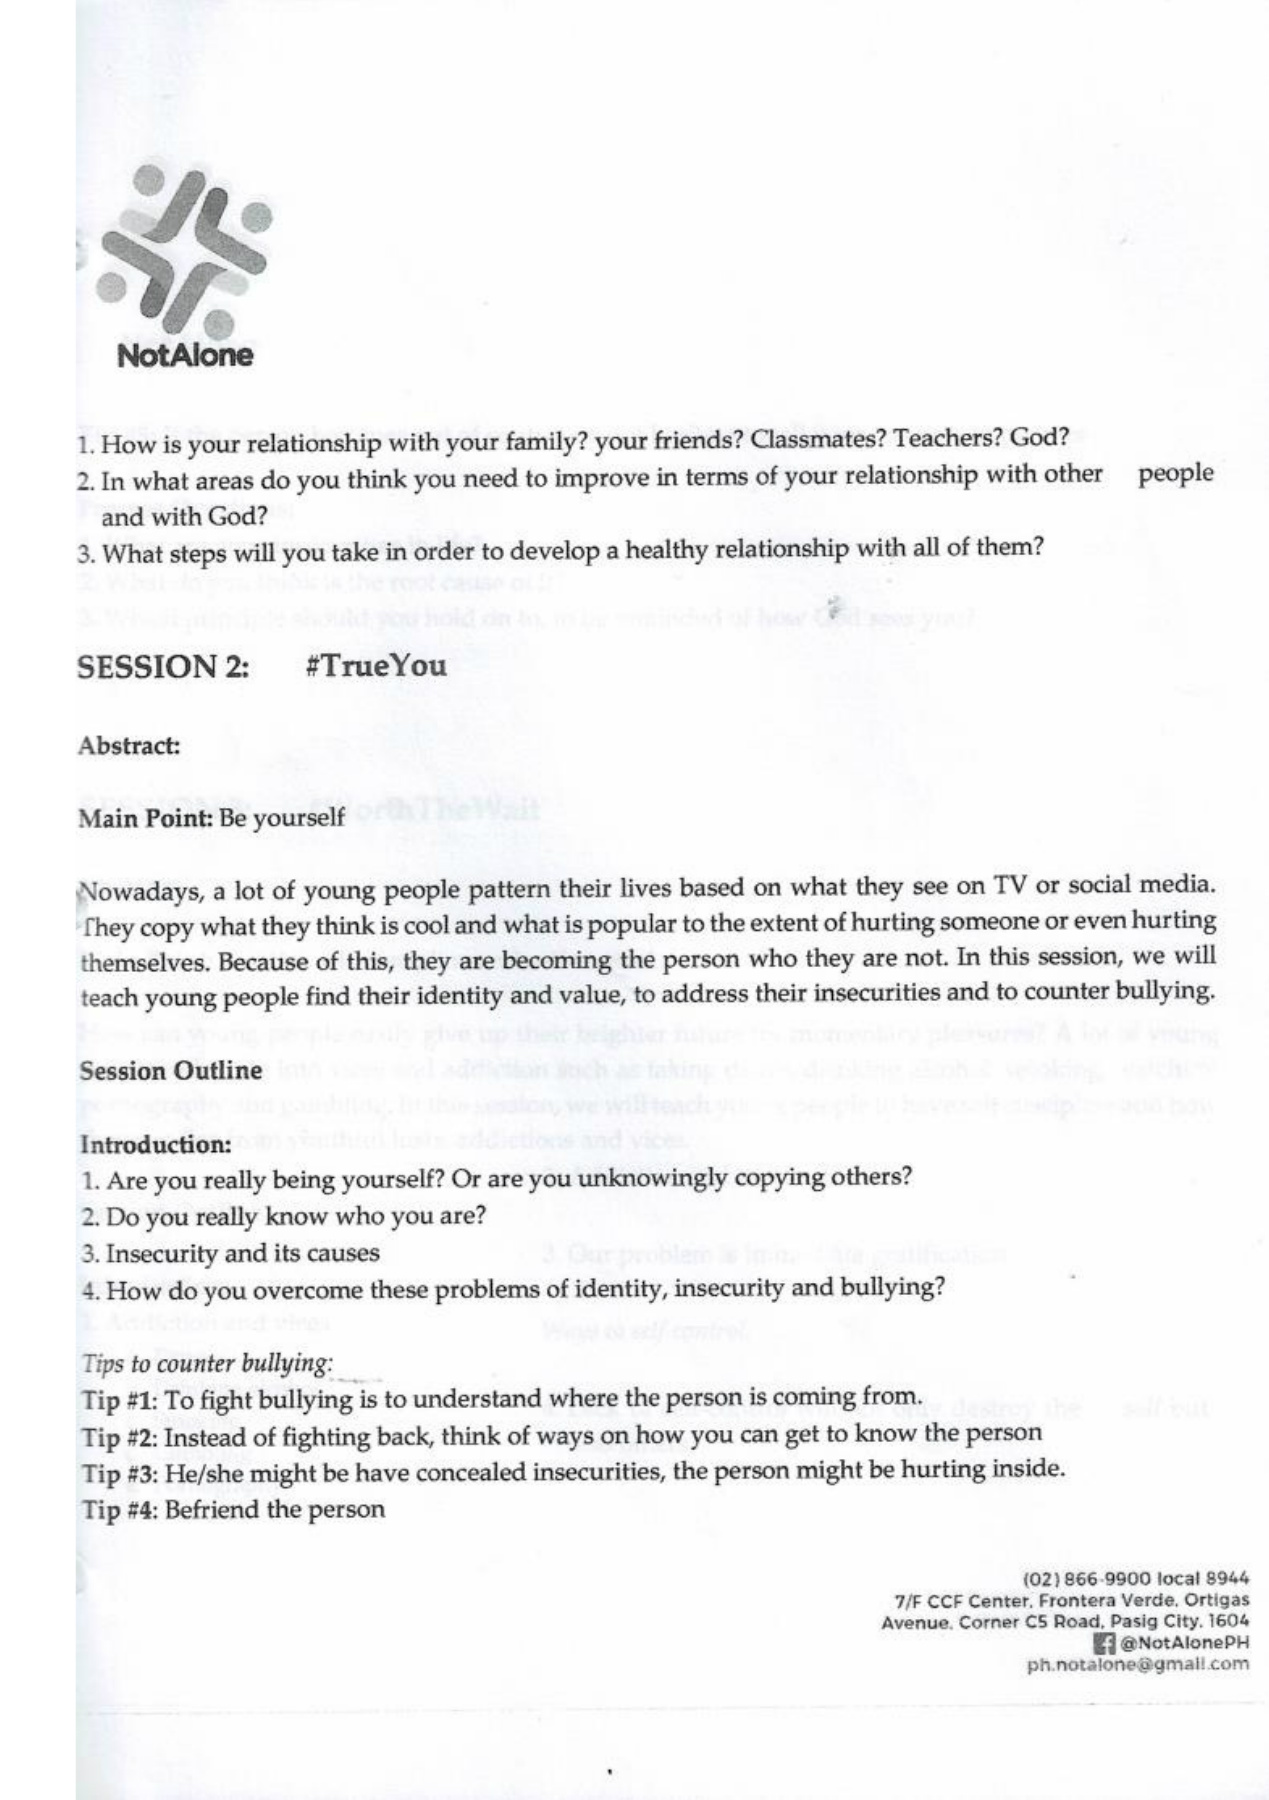 NotAlone
1. How is your relationship with your family? your friends? Classmates? Teachers? God?
2. In what areas do you think you need to improve in terms of your relationship with other people
and with God?
3. What steps will you take in order to develop a healthy relationship with all of them?
SESSION 2: #TrueYou
Abstract:
Main Point: Be yourself
Nowadays, a lot of young people pattern their lives based on what they see on TV or social media.
They copy what they think is cool and what is popular to the extent of hurting someone or even hurting
themselves. Because of this, they are becoming the person who they are not. In this session, we will
teach young people find their identity and value, to address their insecurities and to counter bullying.
Session Outline
Introduction:
1. Are you really being yourself? Or are you unknowingly copying others?
2. Do you really know who you are?
3. Insecurity and its causes
4. How do you overcome these problems of identity, insecurity and bullying?
Tips to counter bullying:
Tip #1: To fight bullying is to understand where the person is coming from.
Tip #2: Instead of fighting back, think of ways on how you can get to know the person
Tip #3: He/she might be have concealed insecurities, the person might be hurting inside.
Tip #4: Befriend the person
(02) 866-9900 local 8944
7/F CCF Center, Frontera Verde, Ortigas
Avenue, Corner C5 Road, Pasig City, 1604
@NotAlonePH
ph.notalone@gmail.com